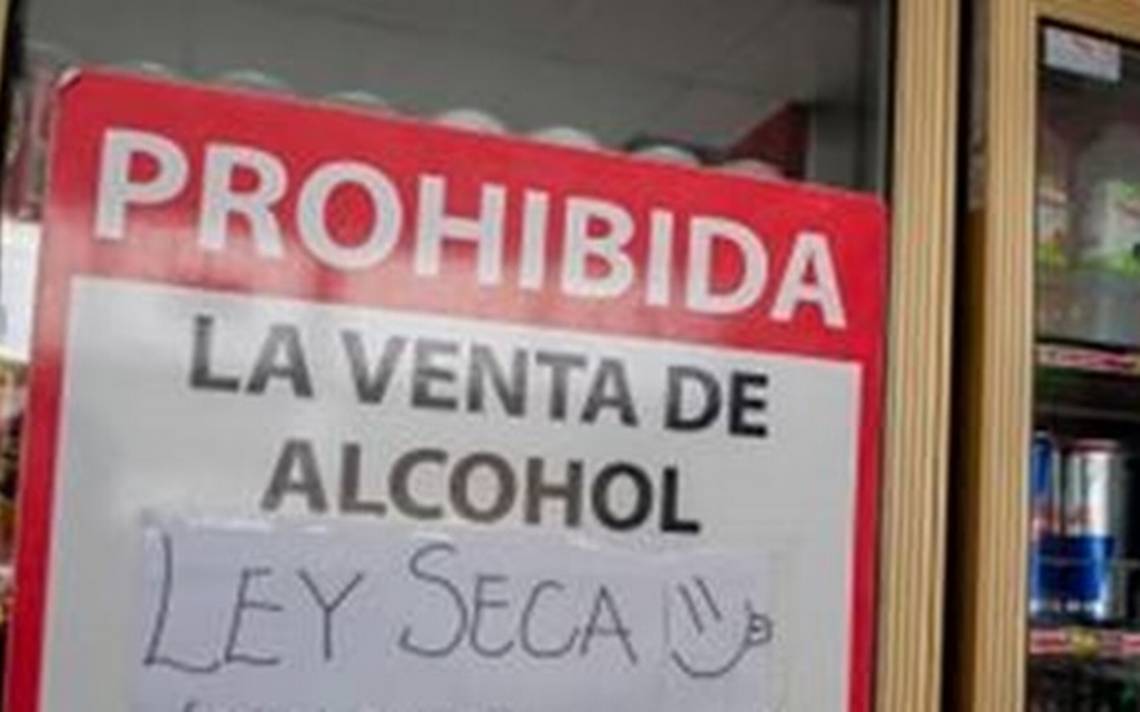 PROHIBIDA
LA VENTA DE
ALCOHOL
LEY SECA